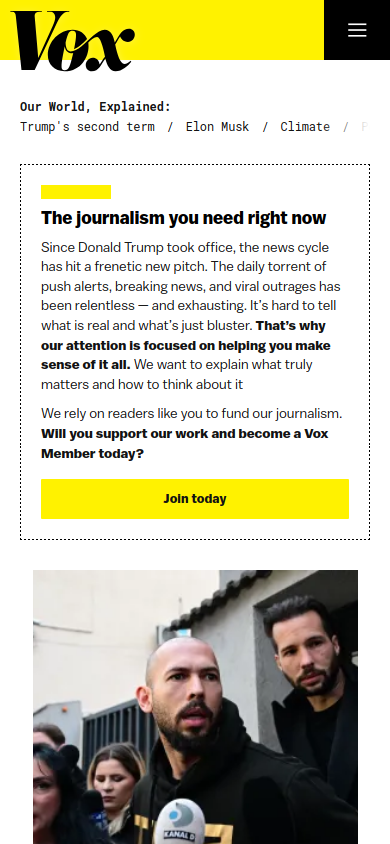 Vox
Our World, Explained:
Trump's second term / Elon Musk / Climate /
The journalism you need right now
Since Donald Trump took office, the news cycle
has hit a frenetic new pitch. The daily torrent of
push alerts, breaking news, and viral outrages has
been relentless — and exhausting. It's hard to tell
what is real and what's just bluster. That's why
our attention is focused on helping you make
sense of it all. We want to explain what truly
matters and how to think about it
We rely on readers like you to fund our journalism.
Will you support our work and become a Vox
Member today?
Join today
KANAL D